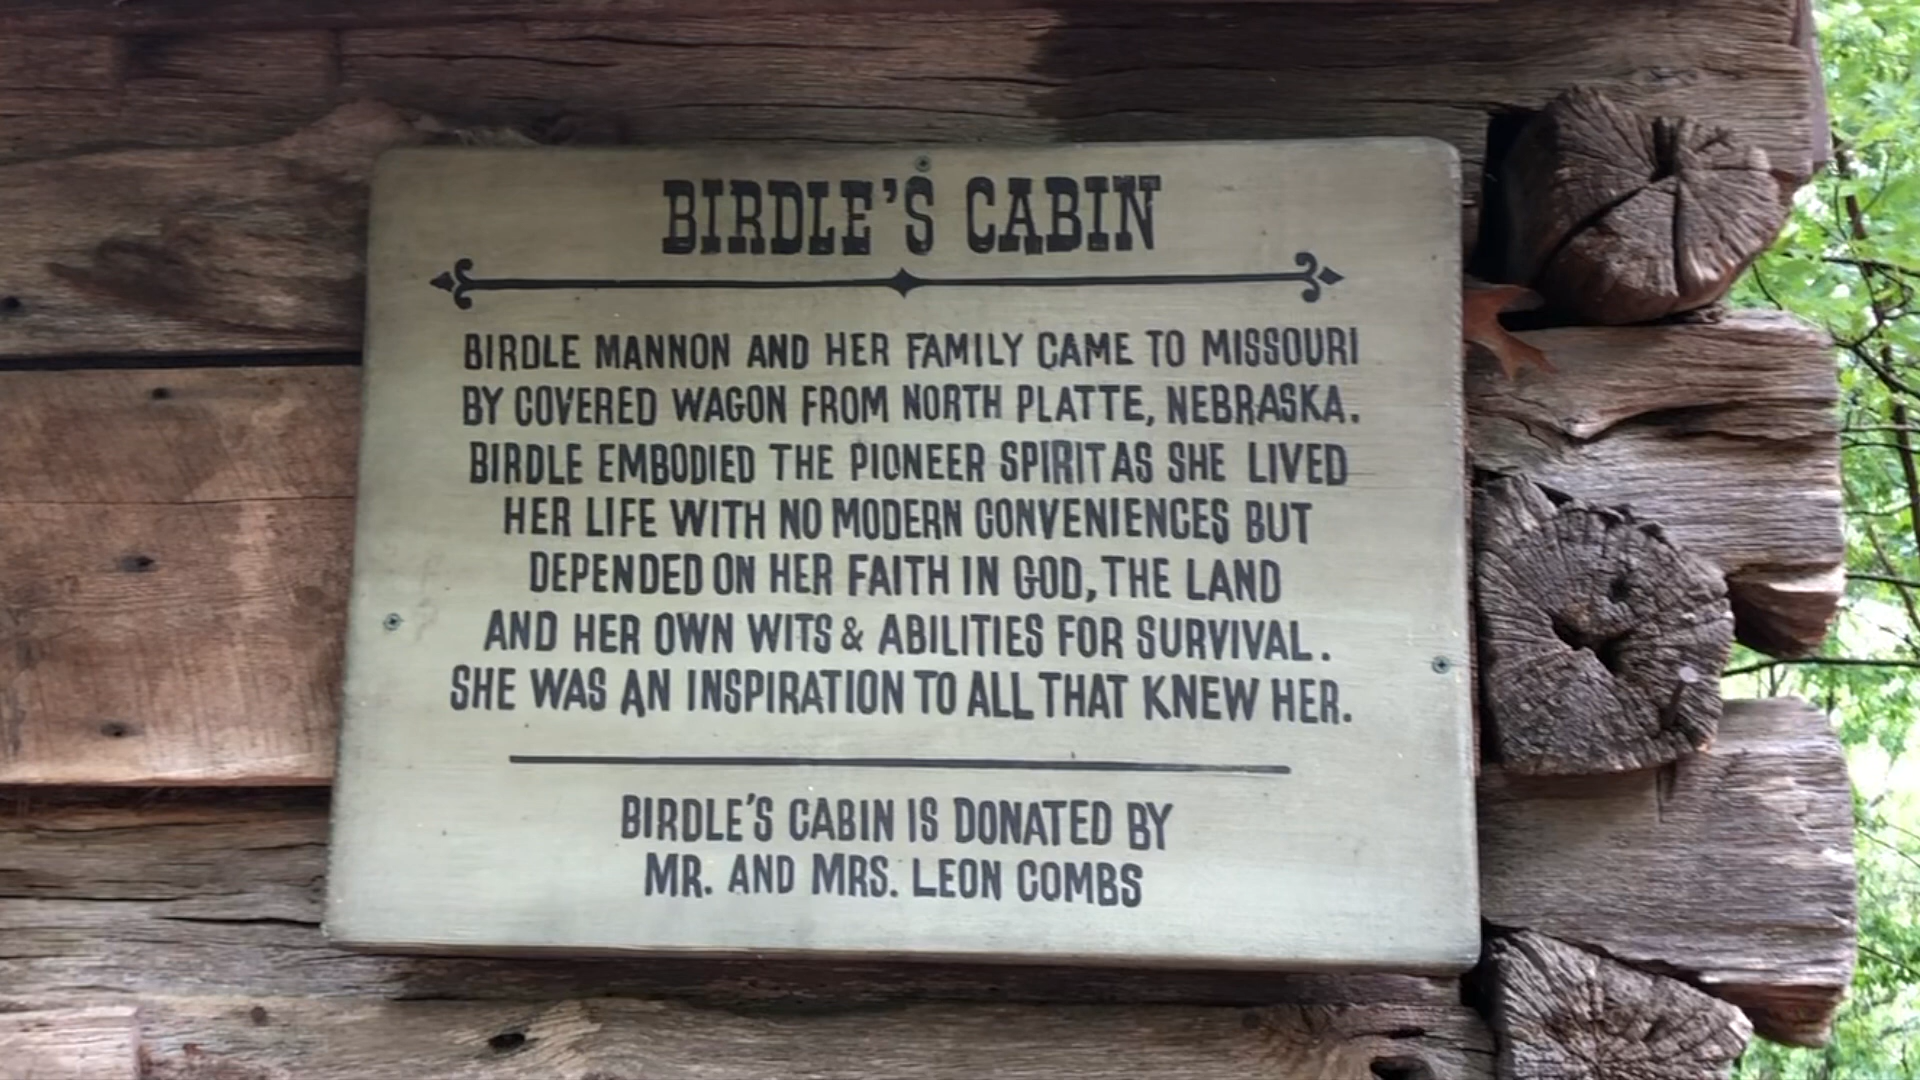 BIRDLE'S CABIN
BIRDLE MANNON AND HER FAMILY CAME TO MISSOURI
BY COVERED WAGON FROM NORTH PLATTE, NEBRASKA.
BIRDLE EMBODIED THE PIONEER SPIRIT AS SHE LIVED
HER LIFE WITH NO MODERN CONVENIENCES BUT
DEPENDED ON HER FAITH IN GOD, THE LAND
AND HER OWN WITS & ABILITIES FOR SURVIVAL.
SHE WAS AN INSPIRATION TO ALL THAT KNEW HER.
BIRDLE'S CABIN IS DONATED BY
MR. AND MRS. LEON COMBS